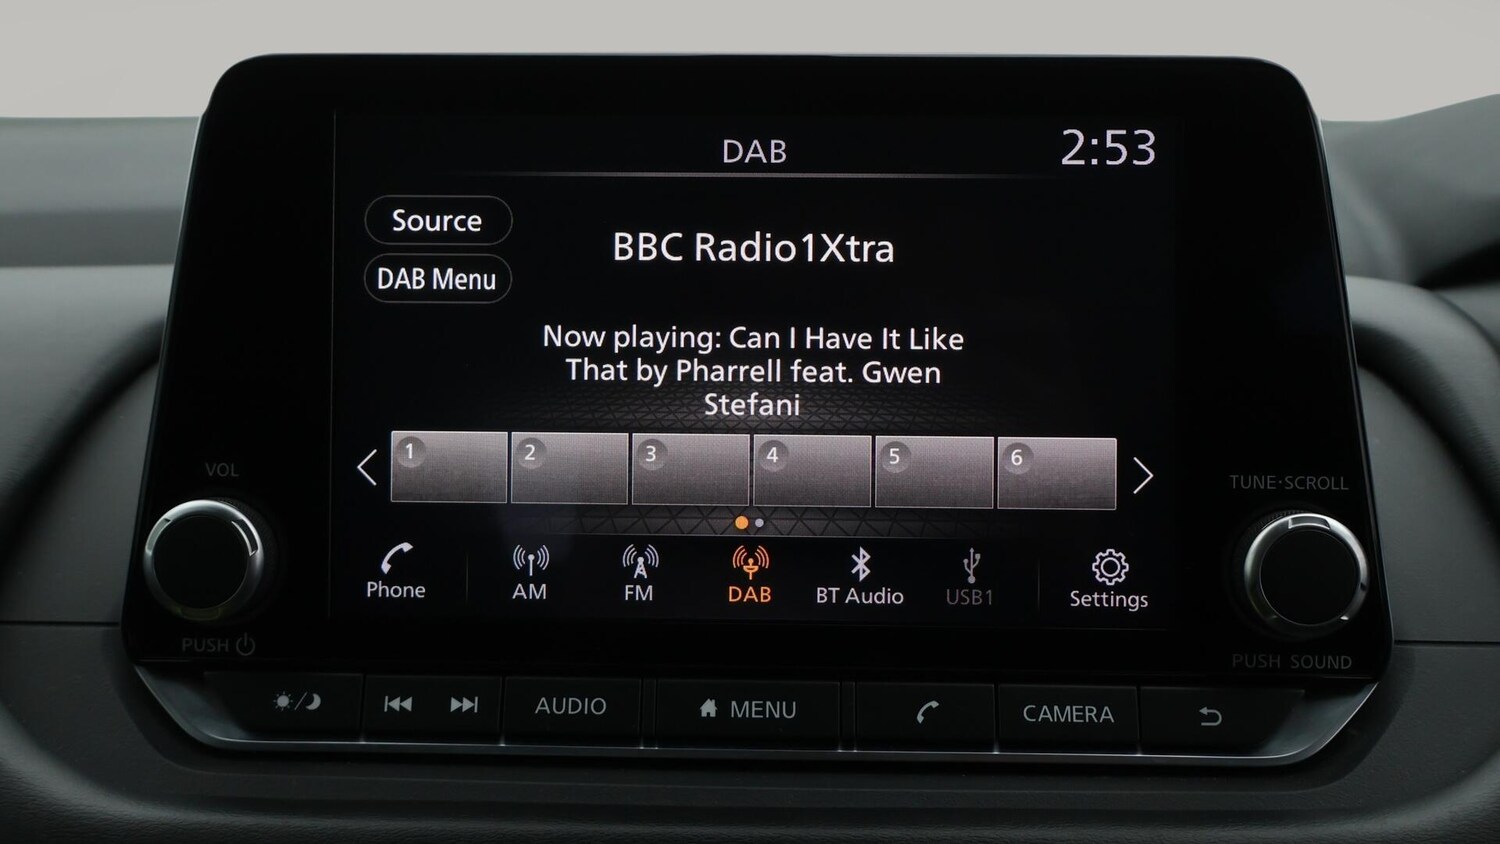 DAB
2:53
Source
DAB Menu
BBC Radio1Xtra
Now playing: Can I Have It Like
That by Pharrell feat. Gwen
Stefani
1 2 3 4 5 6
VOL
TUNE·SCROLL
Phone AM FM DAB BT Audio USB1 Settings
PUSH
PUSH SOUND
AUDIO MENU CAMERA